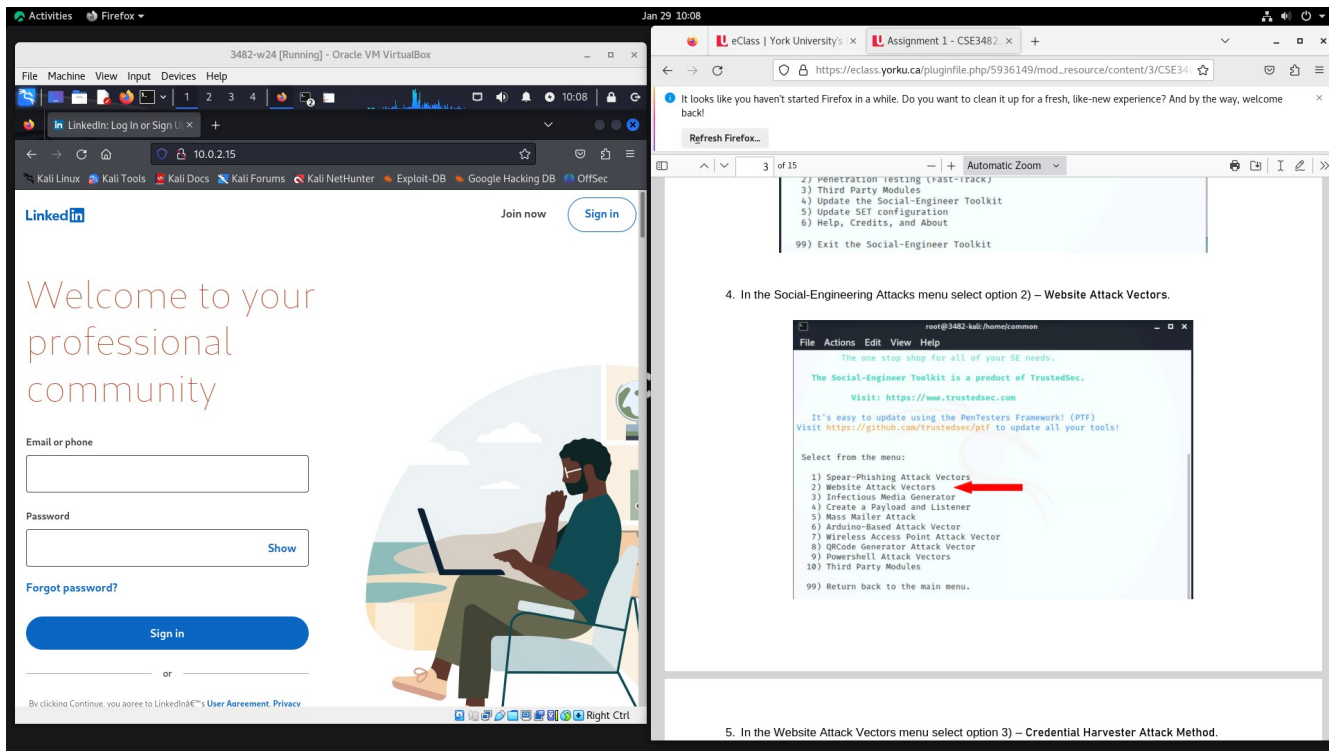 Activities Firefox
Jan 29 10:08
3482-w24 [Running] - Oracle VM VirtualBox
File Machine View Input Devices Help
1 2 3 4
10:08
LinkedIn: Log In or Sign U
10.0.2.15
Kali Linux Kali Tools Kali Docs Kali Forums Kali NetHunter Exploit-DB Google Hacking DB OffSec
Linked in
Join now Sign in
Welcome to your
professional
community
Email or phone
Password
Show
Forgot password?
Sign in
or
By clicking Continue, you agree to LinkedInâ€™s User Agreement, Privacy
Right Ctrl
eClass | York University's
Assignment 1 - CSE3482_
https://eclass.yorku.ca/pluginfile.php/5936149/mod_resource/content/3/CSE34
It looks like you haven't started Firefox in a while. Do you want to clean it up for a fresh, like-new experience? And by the way, welcome
back!
Refresh Firefox...
3 of 15
Automatic Zoom
2) Penetration Testing (Fast-Track)
3) Third Party Modules
4) Update the Social-Engineer Toolkit
5) Update SET configuration
6) Help, Credits, and About
99) Exit the Social-Engineer Toolkit
4. In the Social-Engineering Attacks menu select option 2) – Website Attack Vectors.
root@3482-kali:/home/common
File Actions Edit View Help
The one stop shop for all of your SE needs.
The Social-Engineer Toolkit is a product of TrustedSec.
Visit: https://www.trustedsec.com
It's easy to update using the PenTesters Framework! (PTF)
Visit https://github.com/trustedsec/ptf to update all your tools!
Select from the menu:
1) Spear-Phishing Attack Vectors
2) Website Attack Vectors
3) Infectious Media Generator
4) Create a Payload and Listener
5) Mass Mailer Attack
6) Arduino-Based Attack Vector
7) Wireless Access Point Attack Vector
8) QRCode Generator Attack Vector
9) Powershell Attack Vectors
10) Third Party Modules
99) Return back to the main menu.
5. In the Website Attack Vectors menu select option 3) – Credential Harvester Attack Method.